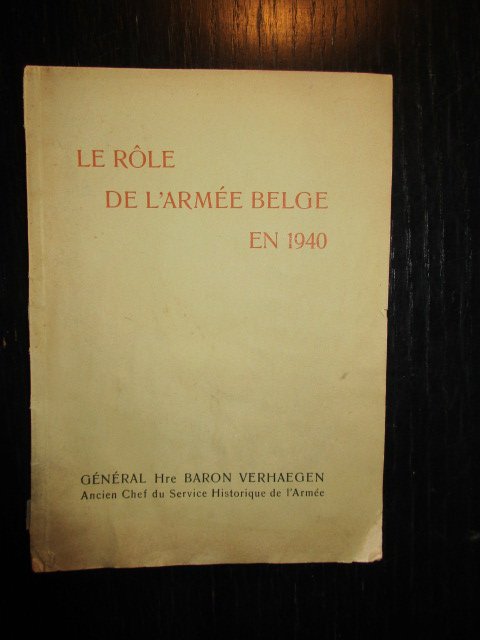 LE RÔLE
DE L'ARMÉE BELGE
EN 1940
GÉNÉRAL Hre BARON VERHAEGEN
Ancien Chef du Service Historique de l'Armée